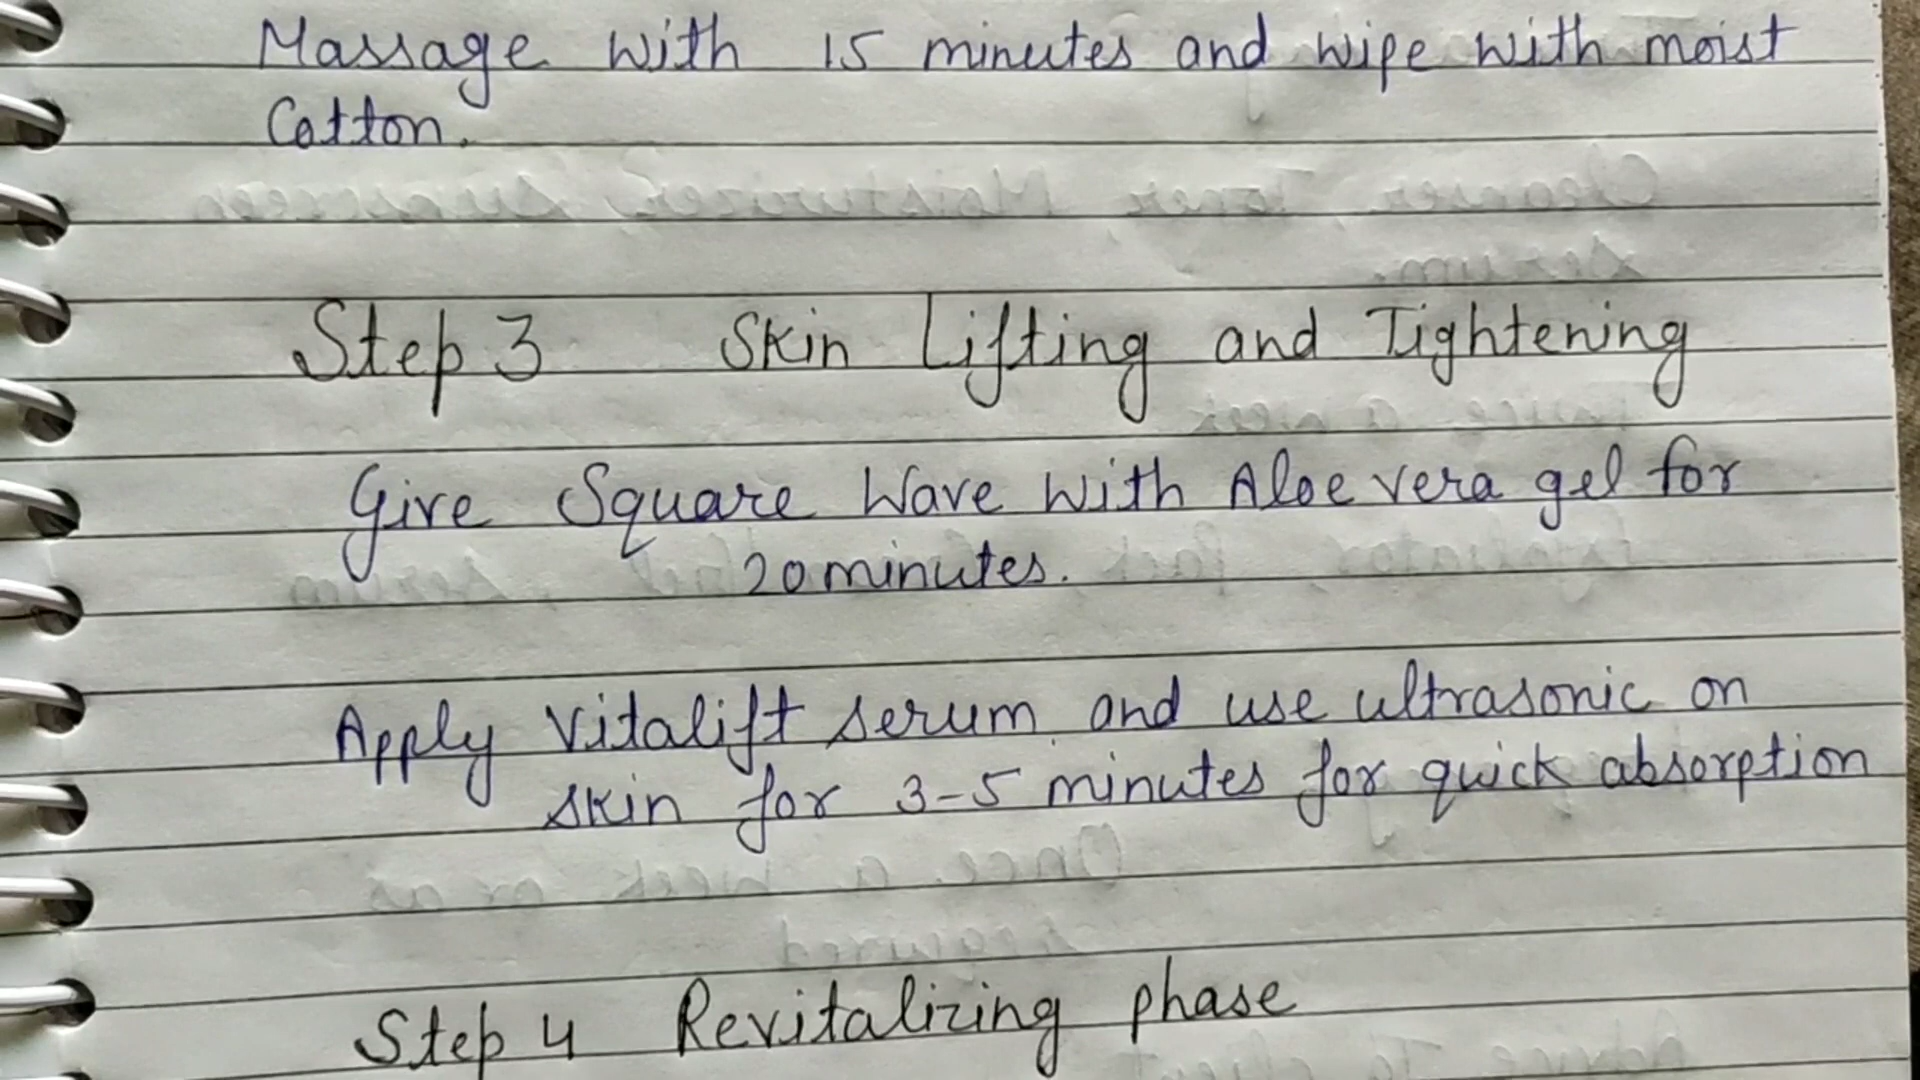 Massage with 15 minutes and wipe with moist
Cotton.
Step 3 Skin Lifting and Tightening
Give Square Wave with Aloe vera gel for
20 minutes.
Apply Vitalift serum and use ultrasonic on
skin for 3-5 minutes for quick absorption
Step 4 Revitalizing phase